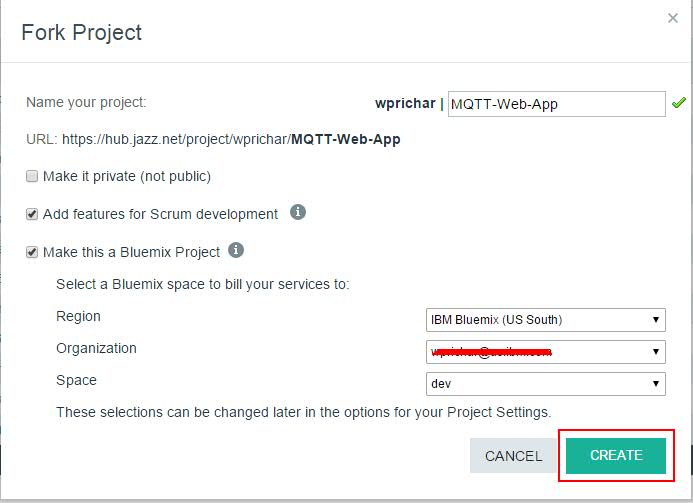 Fork Project
Name your project: wprichar | MQTT-Web-App
URL: https://hub.jazz.net/project/wprichar/MQTT-Web-App
Make it private (not public)
Add features for Scrum development
Make this a Bluemix Project
Select a Bluemix space to bill your services to:
Region IBM Bluemix (US South)
Organization
Space dev
These selections can be changed later in the options for your Project Settings.
CANCEL CREATE